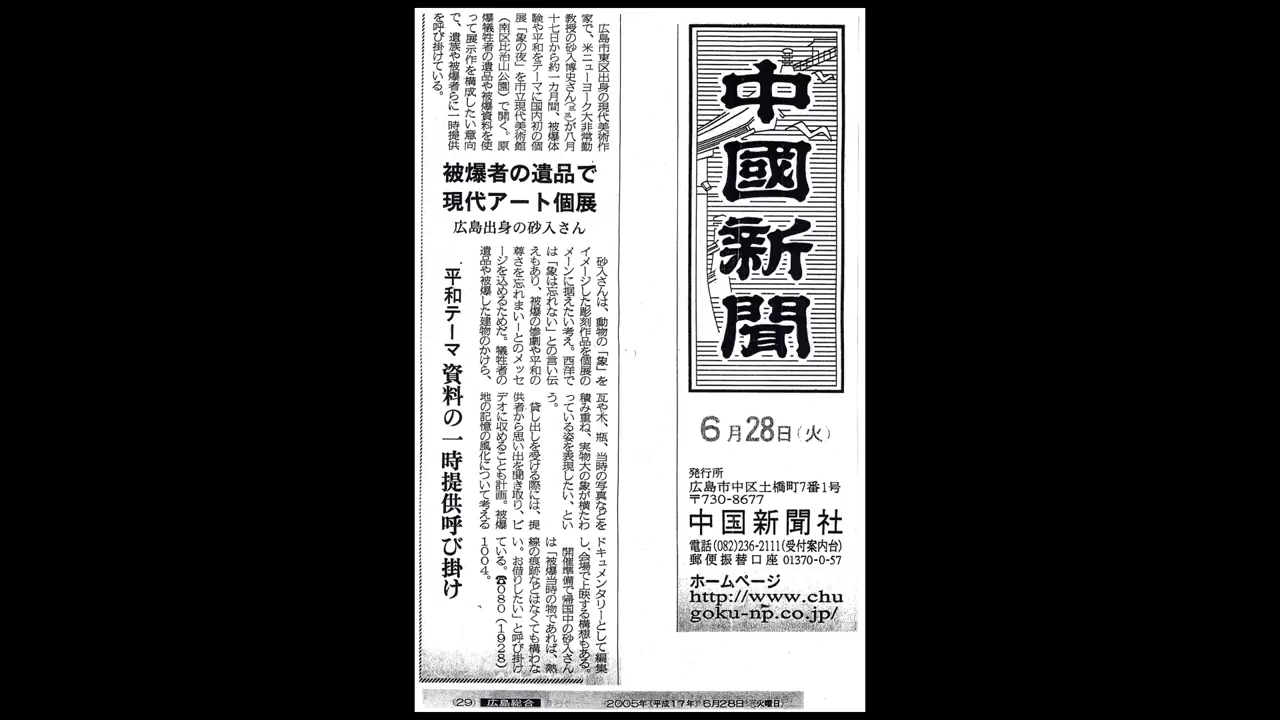 中國新聞
6月28日(火)
発行所
広島市中区土橋町7番1号
〒730-8677
中国新聞社
電話(082)236-2111(受付案内台)
郵便振替口座 01370-0-57
ホームページ
http://www.chu
goku-np.co.jp/
被爆者の遺品で
現代アート個展
広島出身の砂入さん
平和テーマ 資料の一時提供呼び掛け
広島市東区出身の現代美術作
家で、米ニューヨーク大非常勤
教授の砂入博史さんが八月
十七日から約一カ月間、被爆体
験や平和をテーマに国内初の個
展「象の夜」を市立現代美術館
(南区比治山公園)で開く。原
爆犠牲者の遺品や被爆資料を使
って展示作を構成したい意向
で、遺族や被爆者らに一時提供
を呼び掛けている。
砂入さんは、動物の「象」を
イメージした彫刻作品を個展の
メーンに据えたい考え。西洋で
は「象は忘れない」との言い伝
えもあり、被爆の惨劇や平和の
尊さを忘れまい―とのメッセ
ージを込めるためだ。犠牲者の
遺品や被爆した建物のかけら、
瓦や木、瓶、当時の写真などを
積み重ね、実物大の象が横たわ
っている姿を表現したい、とい
う。
貸し出しを受ける際には、提
供者から思い出を聞き取り、ビ
デオに収めることも計画。被爆
地の記憶の風化について考える
ドキュメンタリーとして編集
し、会場で上映する構想もある。
開催準備で帰国中の砂入さん
は「被爆当時の物であれば、熱
線の痕跡などはなくても構わな
い。お借りしたい」と呼び掛け
ている。☎080(1928)
1004。
(29) 広島総合
2005年(平成17年)6月28日 (火曜日)